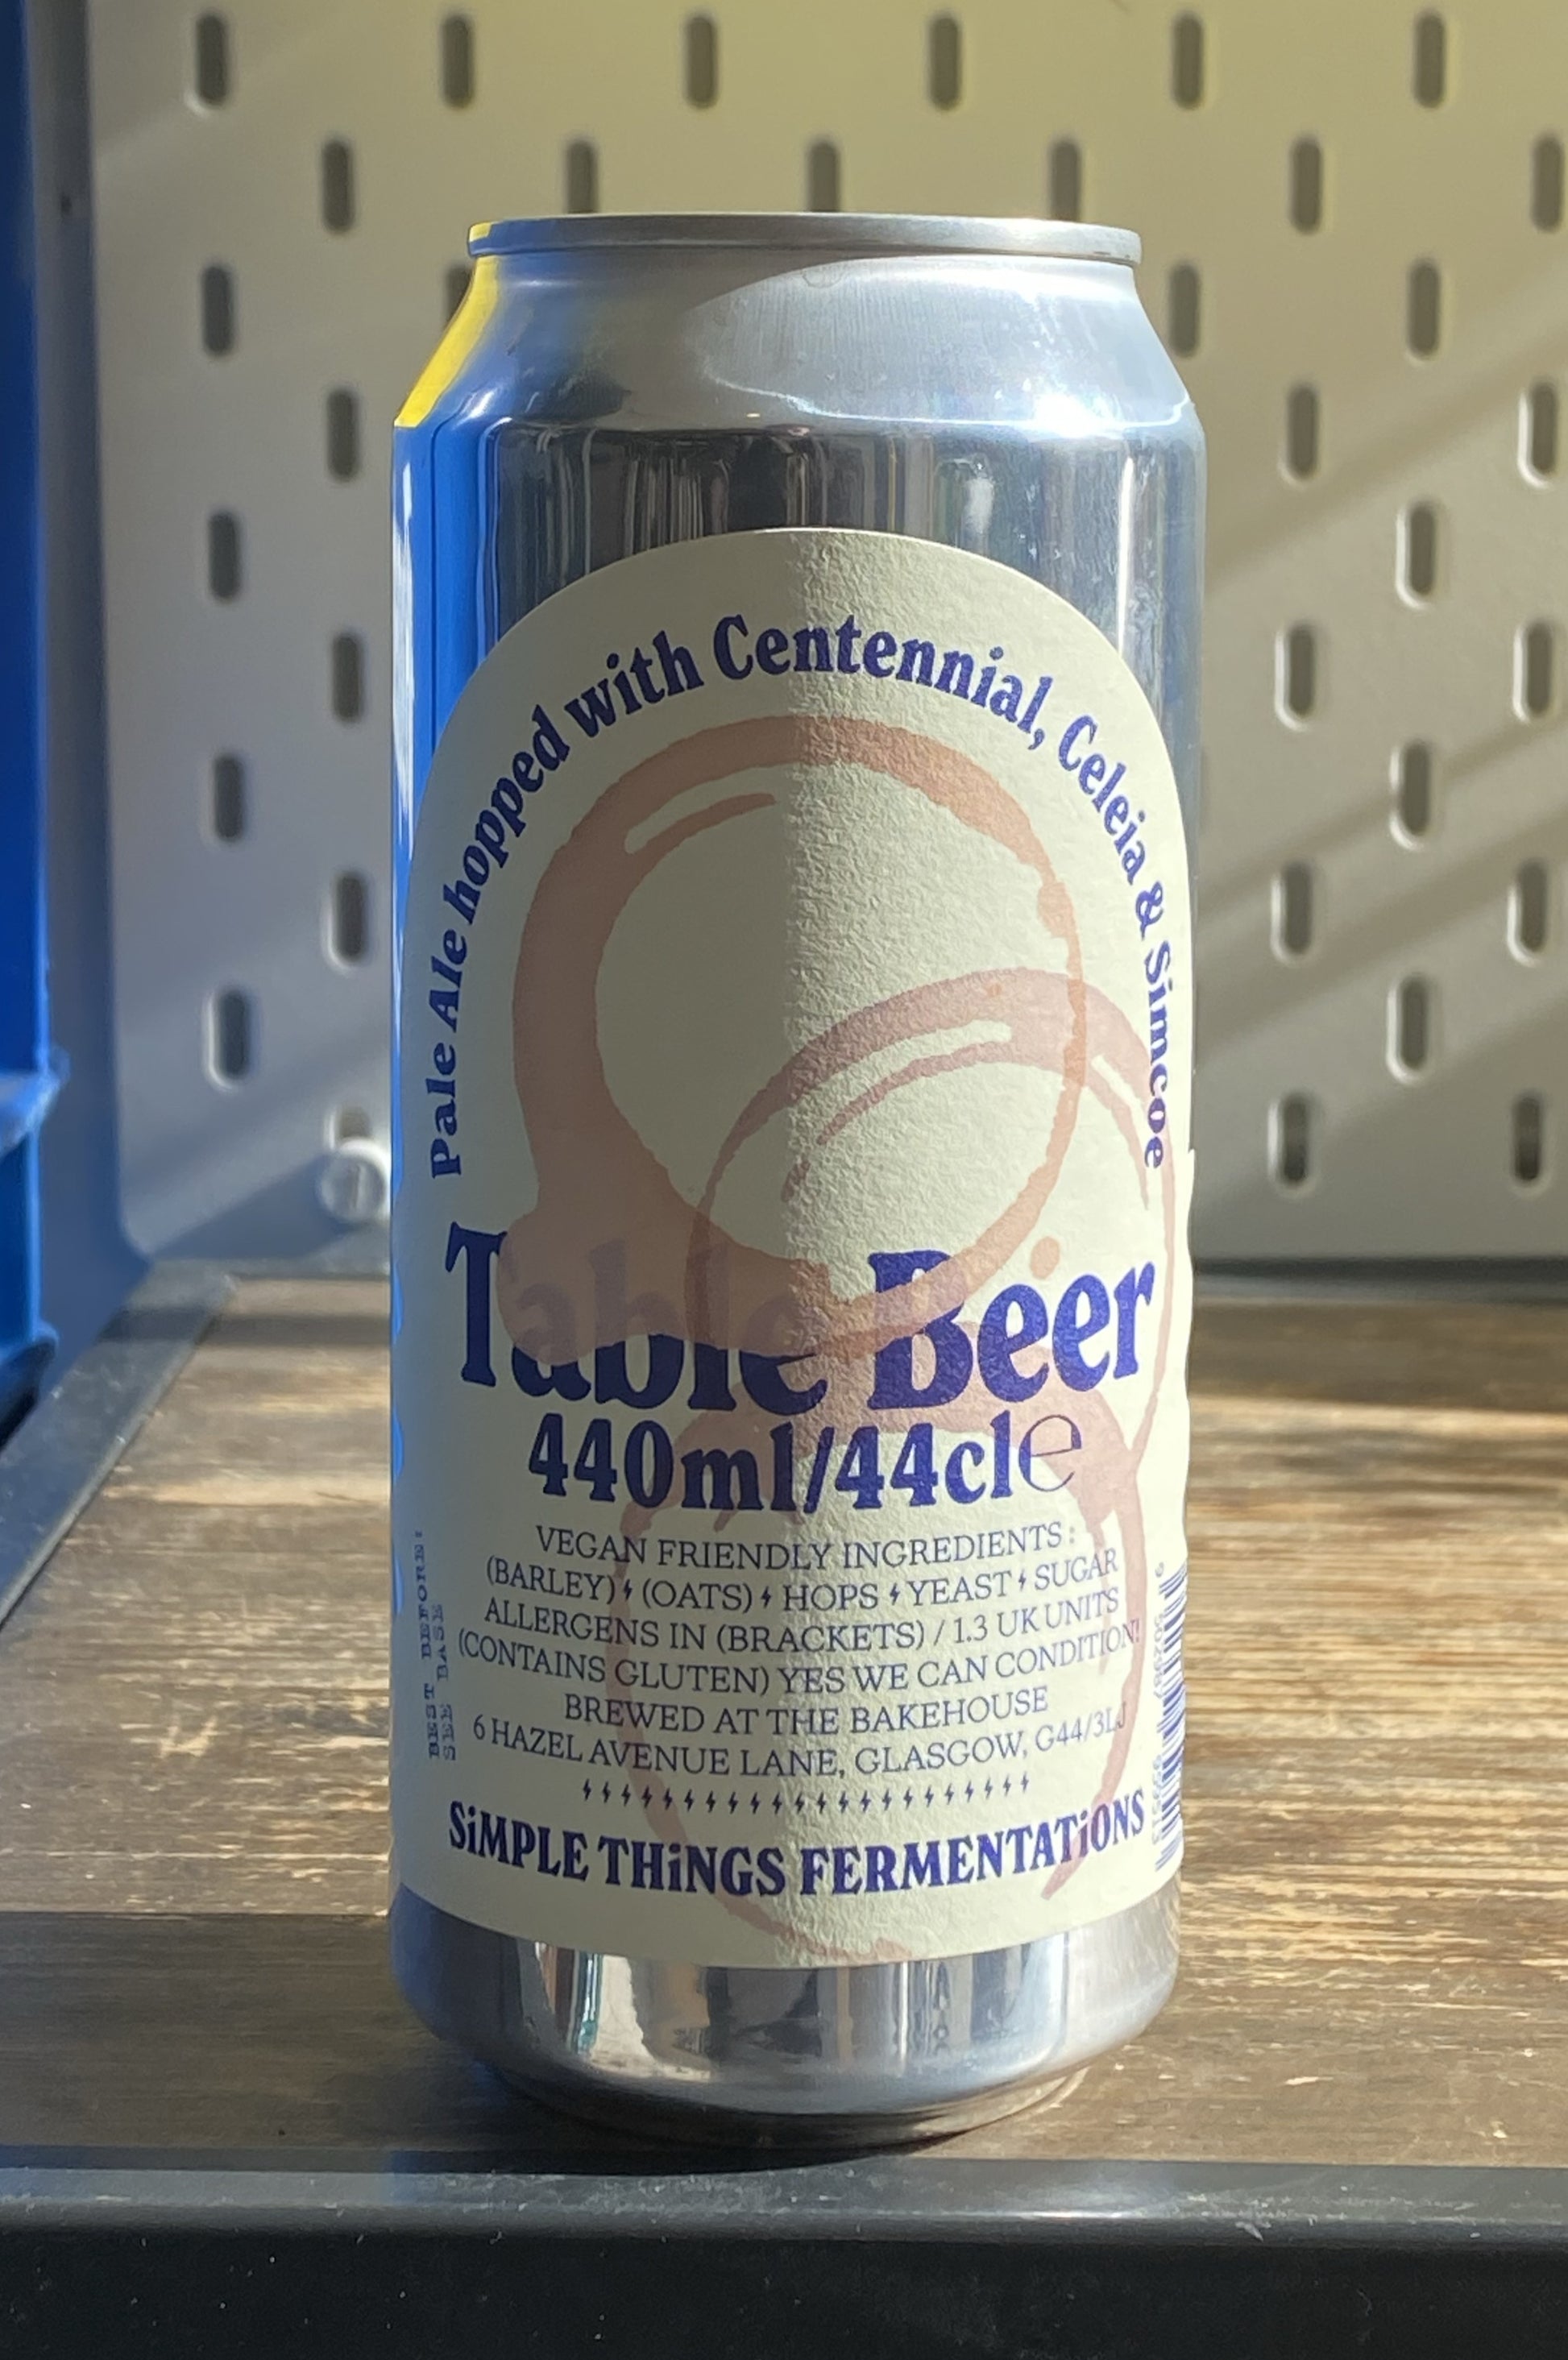 Pale Ale hopped with Centennial, Celeia & Simcoe
Table Beer
440ml/44cl℮
VEGAN FRIENDLY INGREDIENTS:
(BARLEY) (OATS) HOPS YEAST SUGAR
ALLERGENS IN (BRACKETS) / 1.3 UK UNITS
(CONTAINS GLUTEN) YES WE CAN CONDITION!
BREWED AT THE BAKEHOUSE
6 HAZEL AVENUE LANE, GLASGOW, G44/3LJ
SiMPLE THiNGS FERMENTATiONS
BEST BEFORE:
SEE BASE